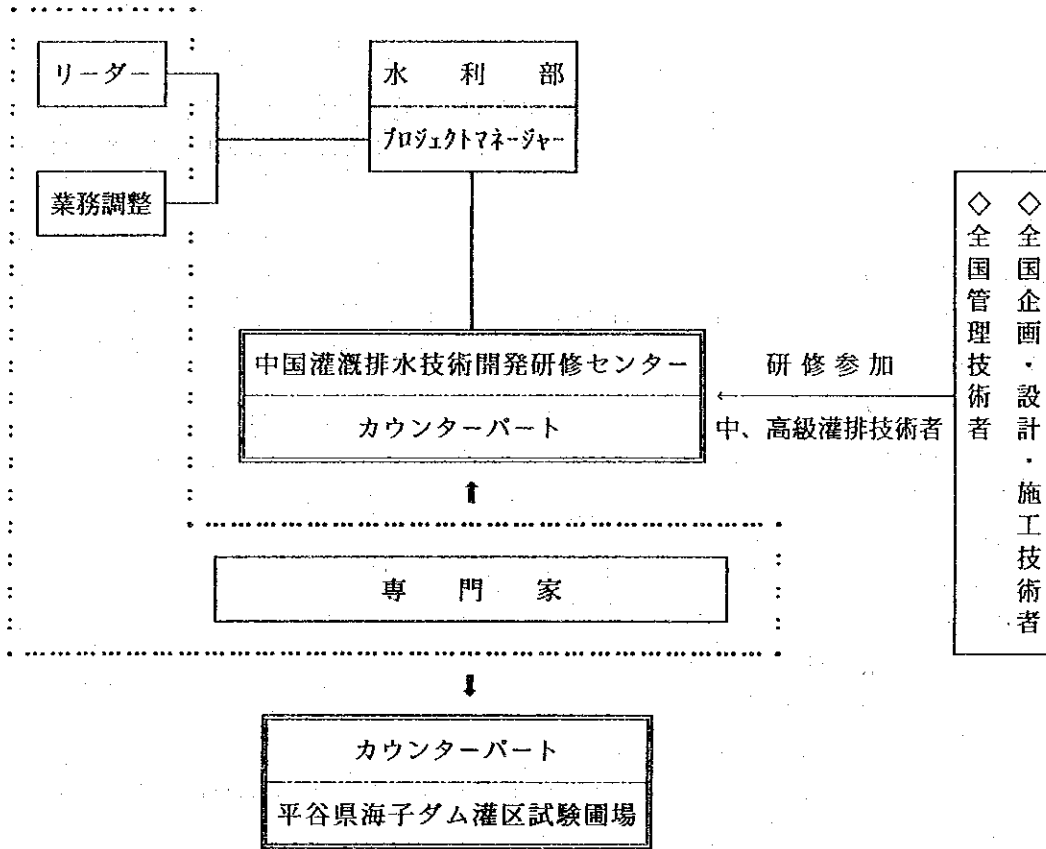 リーダー
業務調整
水利部
プロジェクトマネージャー
中国灌漑排水技術開発研修センター
カウンターパート
研修参加
中、高級灌排技術者
◇全国企画・設計・施工技術者
◇全国管理技術者
専門家
カウンターパート
平谷県海子ダム灌区試験圃場